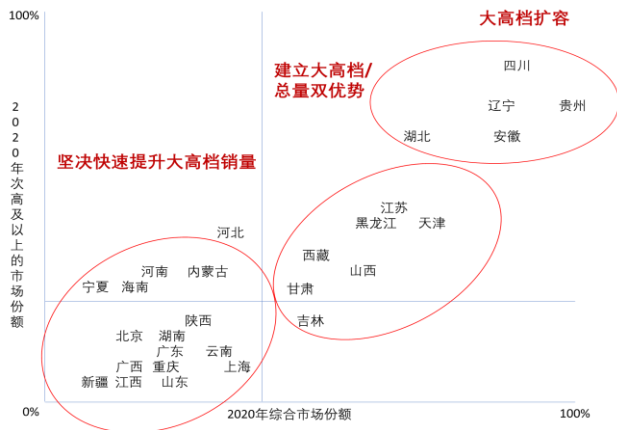 100%
大高档扩容
四川
建立大高档/
总量双优势
辽宁
贵州
湖北
安徽
2020年次高及以上的市场份额
坚决快速提升大高档销量
江苏
黑龙江
天津
河北
西藏
山西
河南
内蒙古
宁夏
海南
甘肃
陕西
吉林
北京
湖南
广东
云南
广西
重庆
上海
新疆
江西
山东
0%
2020年综合市场份额
100%